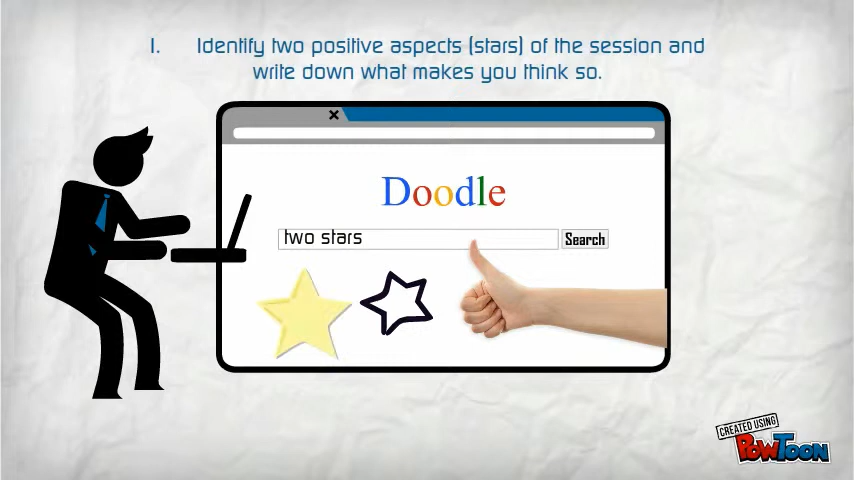 I. Identify two positive aspects (stars) of the session and
write down what makes you think so.
x
Doodle
two stars
Search
CREATED USING
POWTOON